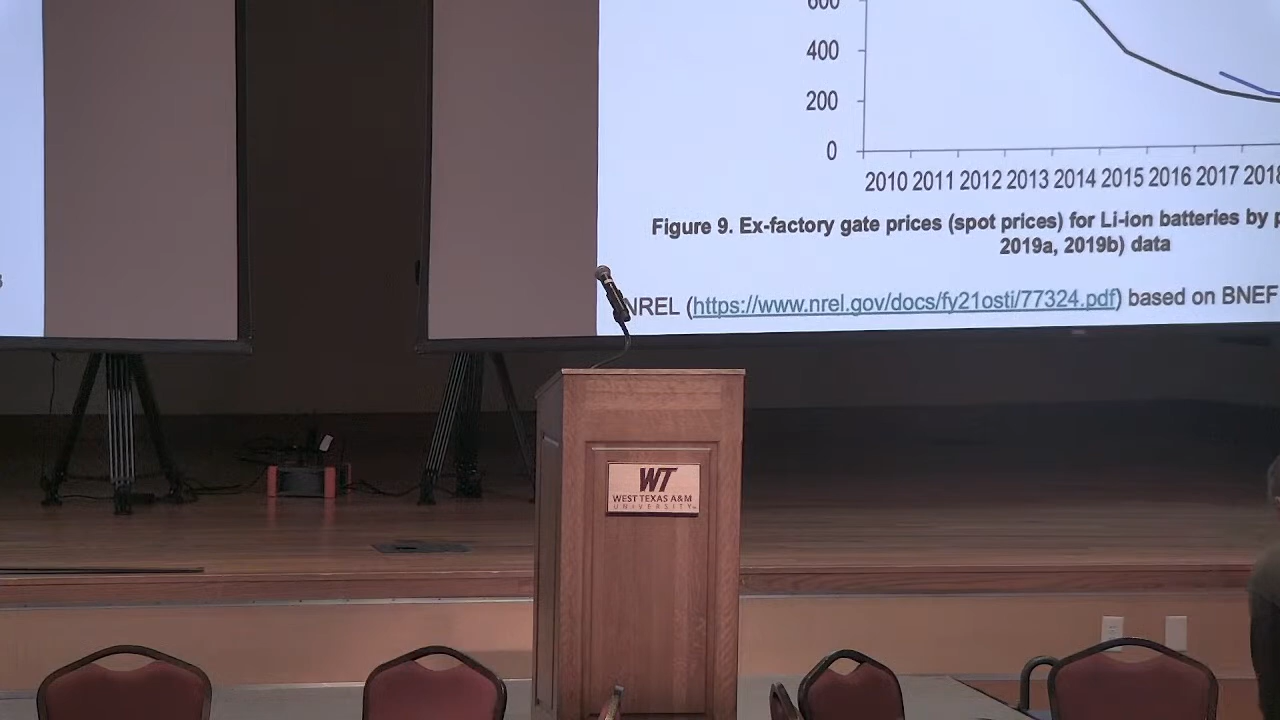 600
400
200
0
2010 2011 2012 2013 2014 2015 2016 2017 2018
Figure 9. Ex-factory gate prices (spot prices) for Li-ion batteries by
2019a, 2019b) data
NREL (https://www.nrel.gov/docs/fy21osti/77324.pdf) based on BNEF
WT
WEST TEXAS A&M
UNIVERSITY